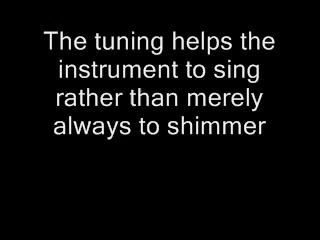 The tuning helps the
instrument to sing
rather than merely
always to shimmer